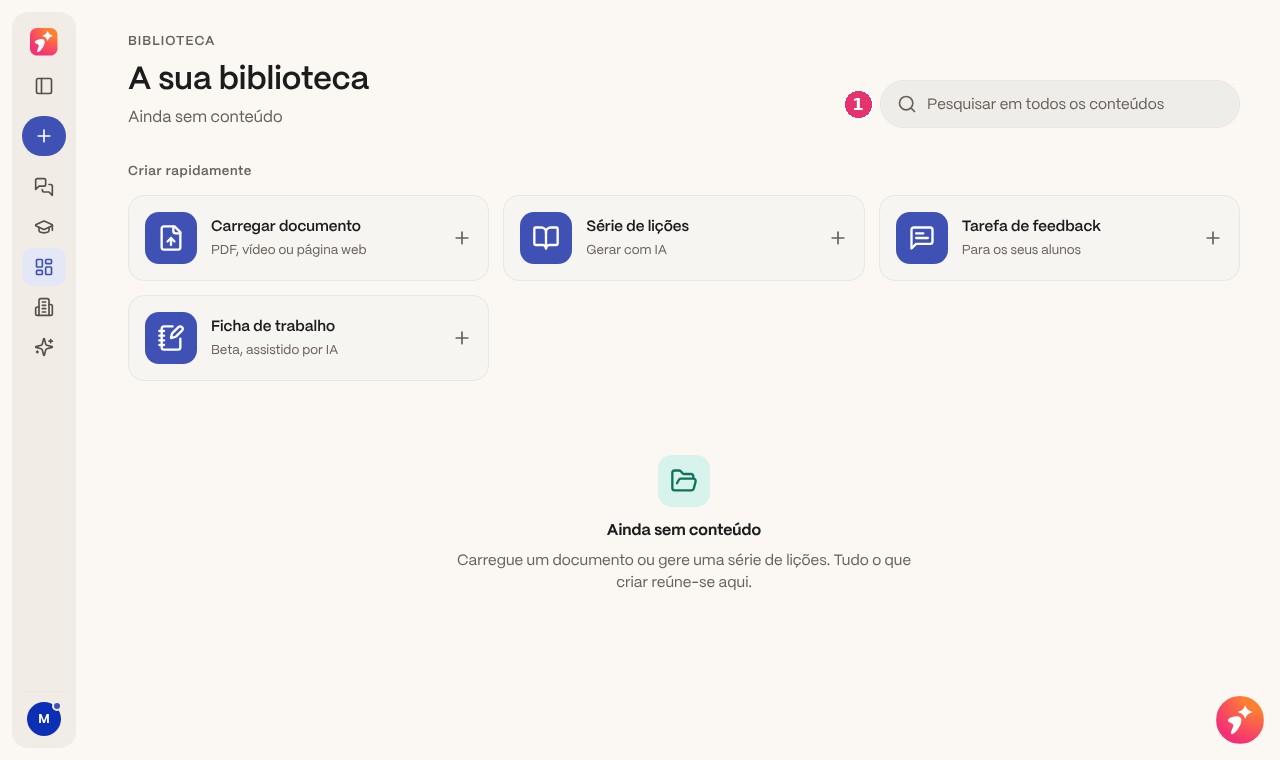 BIBLIOTECA
A sua biblioteca
Ainda sem conteúdo
1
Pesquisar em todos os conteúdos
Criar rapidamente
Carregar documento
PDF, vídeo ou página web
Série de lições
Gerar com IA
Tarefa de feedback
Para os seus alunos
Ficha de trabalho
Beta, assistido por IA
Ainda sem conteúdo
Carregue um documento ou gere uma série de lições. Tudo o que
criar reúne-se aqui.
M